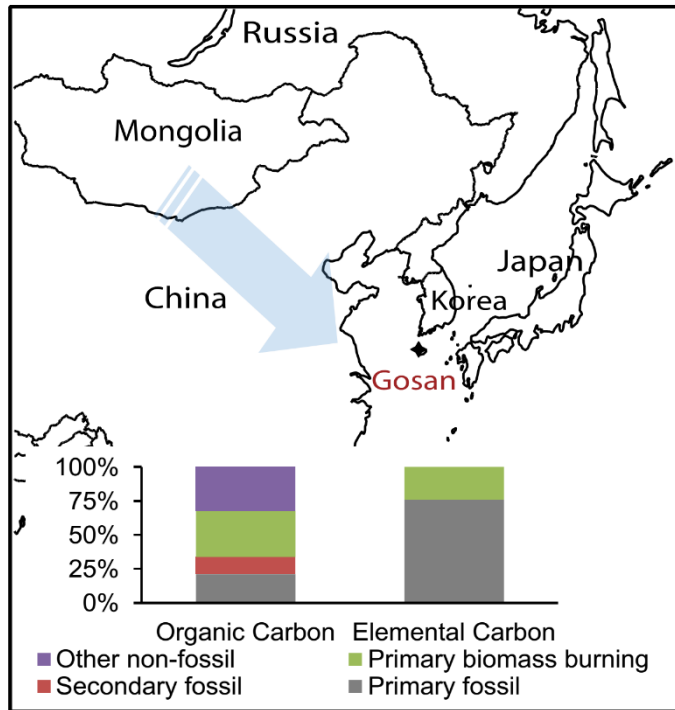 Russia
Mongolia
China
Japan
Korea
Gosan
100%
75%
50%
25%
0%
Organic Carbon Elemental Carbon
Other non-fossil Primary biomass burning
Secondary fossil Primary fossil